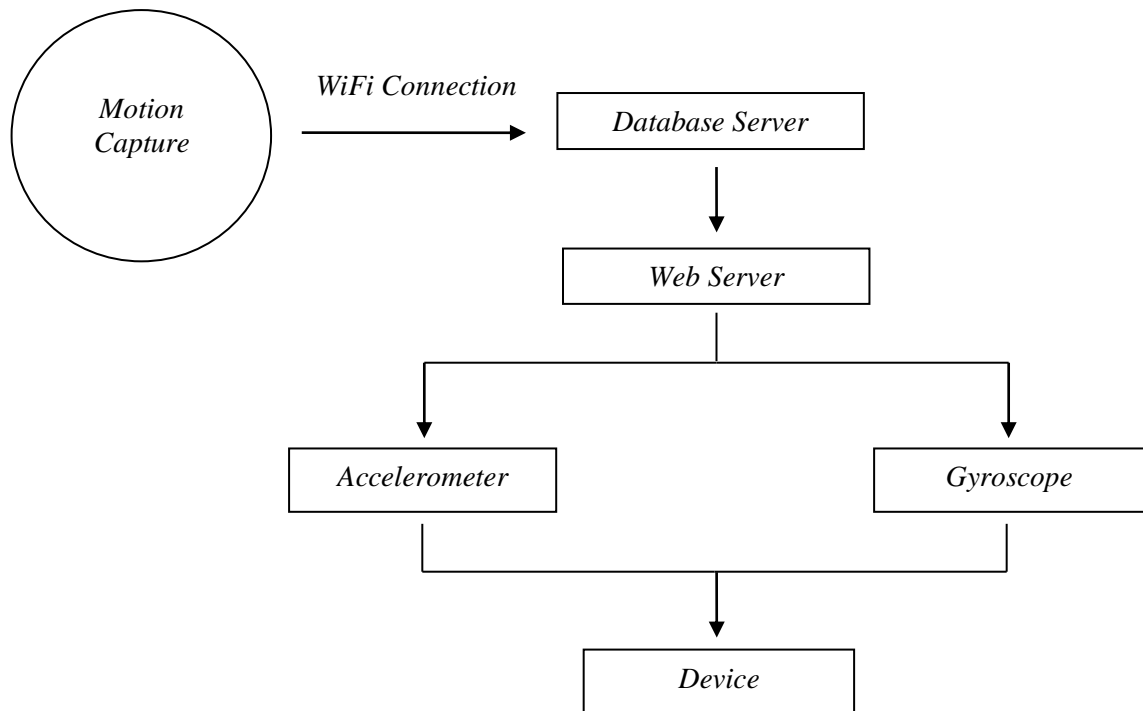 Motion
Capture
WiFi Connection
Database Server
Web Server
Accelerometer
Gyroscope
Device